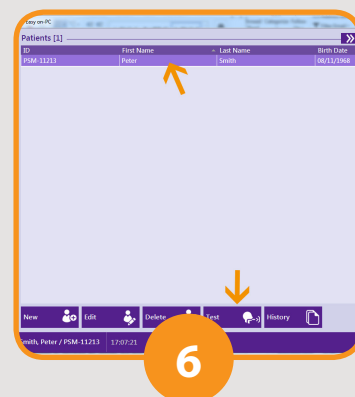 Easy on-PC
Patients [1]
ID First Name Last Name Birth Date
PSM-11213 Peter Smith 08/11/1968
New Edit Delete Test History
Smith, Peter / PSM-11213 17:07:21
6